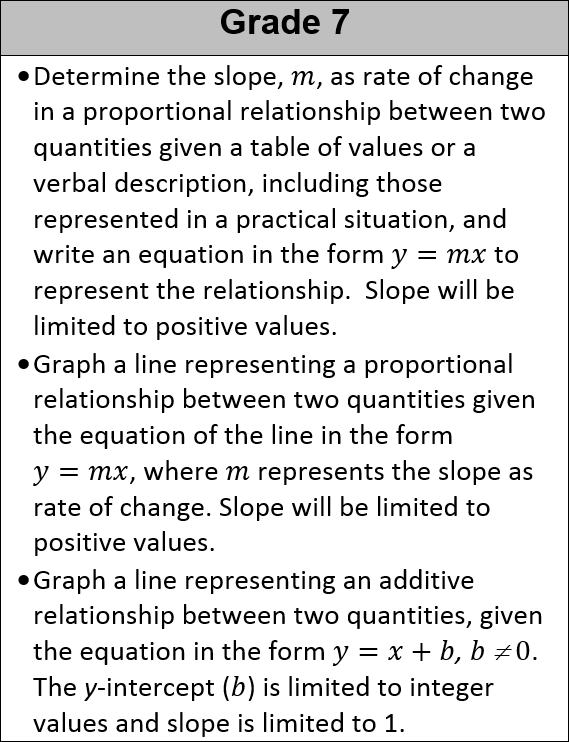 Grade 7
•Determine the slope, m, as rate of change
in a proportional relationship between two
quantities given a table of values or a
verbal description, including those
represented in a practical situation, and
write an equation in the form y = mx to
represent the relationship.  Slope will be
limited to positive values.
•Graph a line representing a proportional
relationship between two quantities given
the equation of the line in the form
y = mx, where m represents the slope as
rate of change. Slope will be limited to
positive values.
•Graph a line representing an additive
relationship between two quantities, given
the equation in the form y = x + b, b ≠0.
The y-intercept (b) is limited to integer
values and slope is limited to 1.